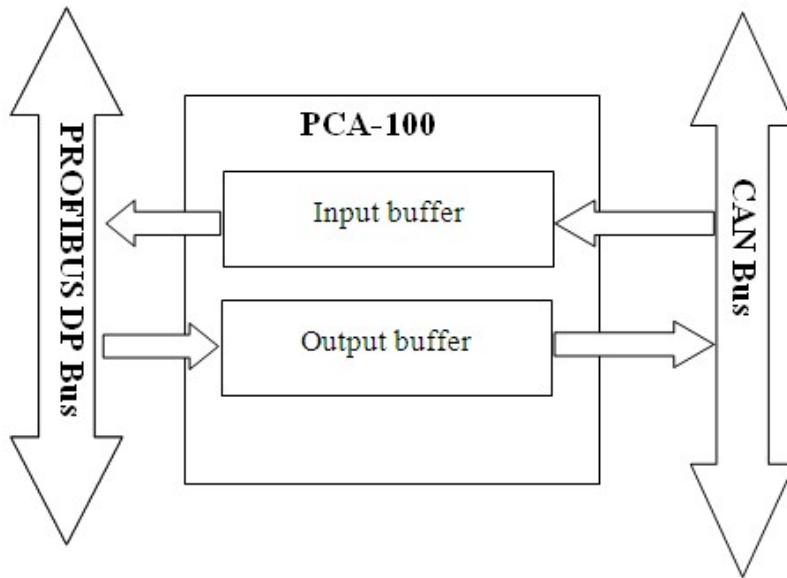 PCA-100
PROFIBUS DP Bus
Input buffer
Output buffer
CAN Bus